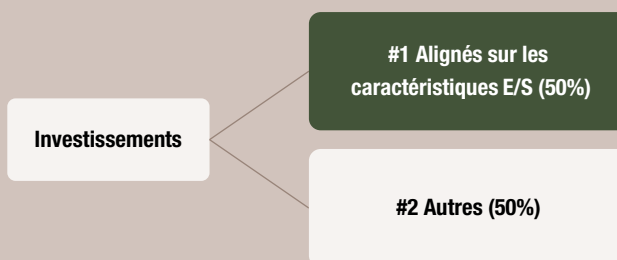 #1 Alignés sur les
caractéristiques E/S (50%)
Investissements
#2 Autres (50%)